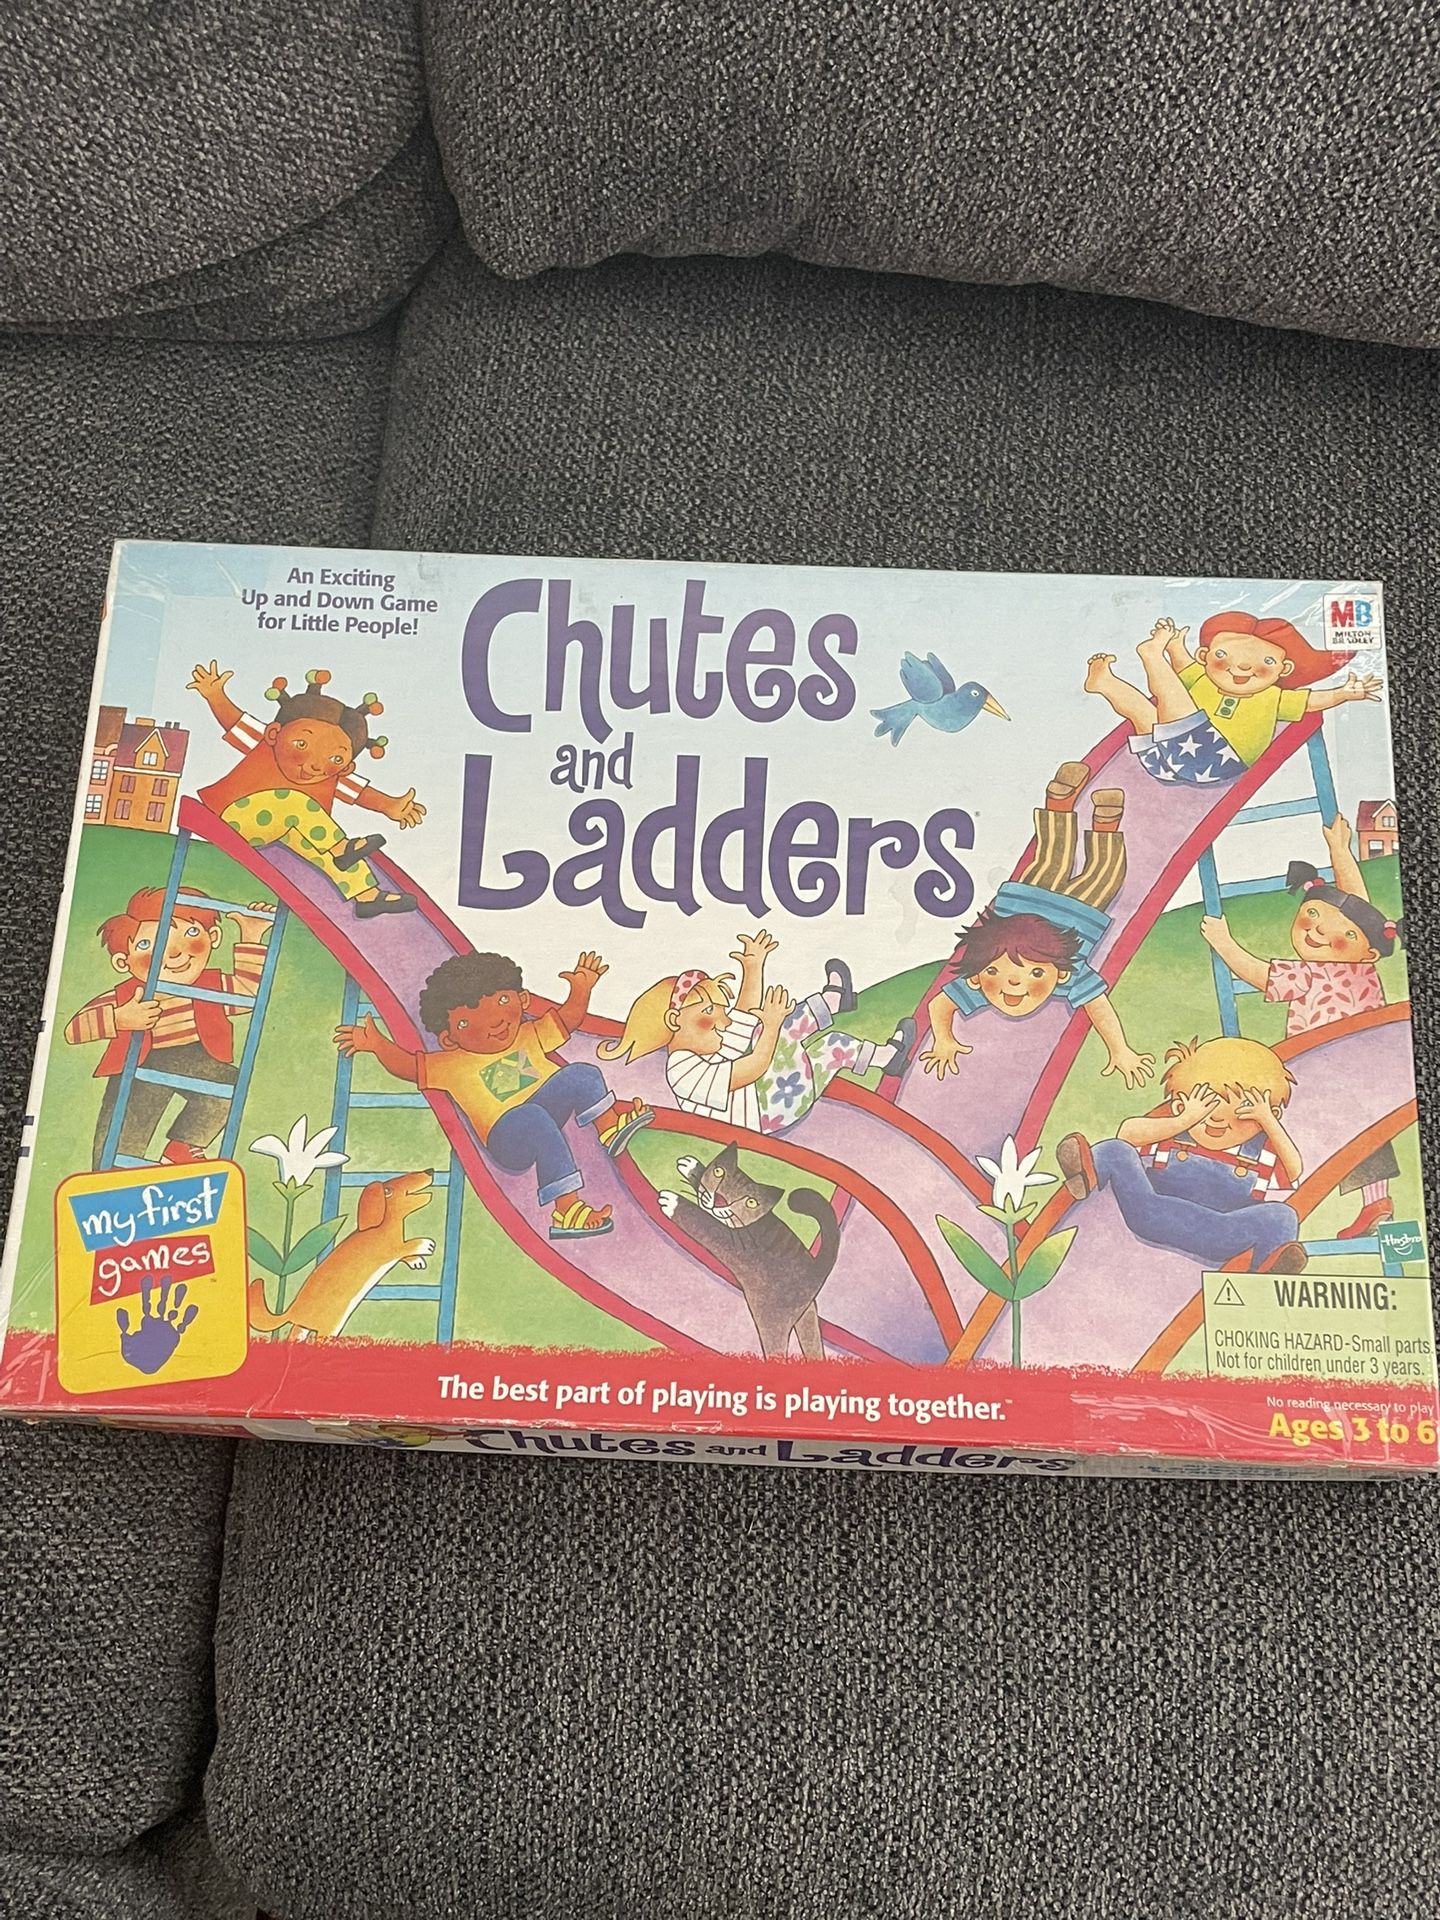 An Exciting
Up and Down Game
for Little People!
Chutes
and
Ladders®
MB
MILTON
BRADLEY
my first
games™
Hasbro
⚠ WARNING:
CHOKING HAZARD-Small parts.
Not for children under 3 years.
The best part of playing is playing together.™
No reading necessary to play
Ages 3 to 6
Chutes and Ladders